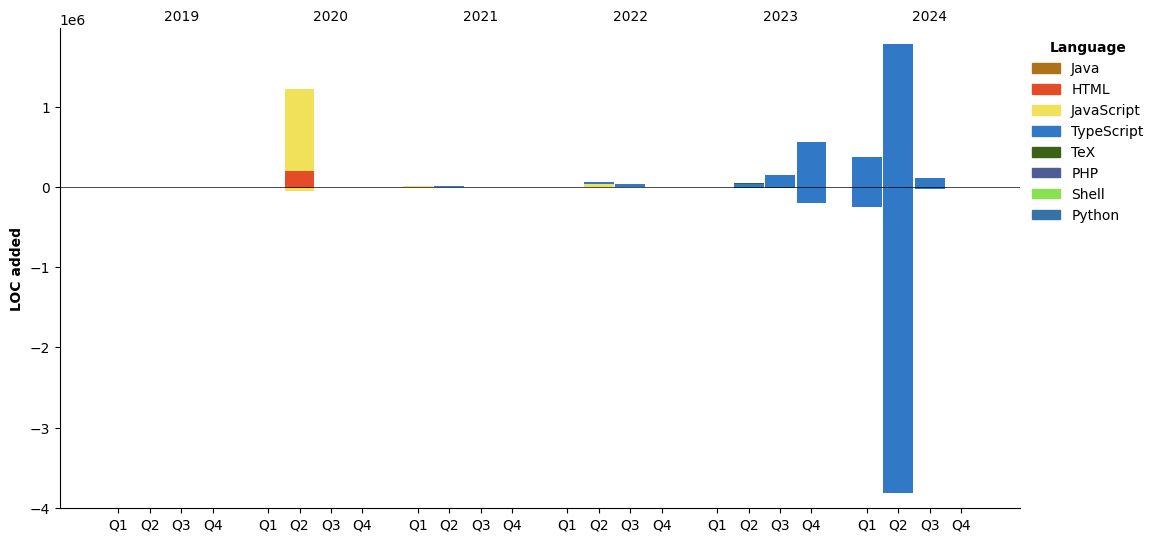 1e6
2019 2020 2021 2022 2023 2024
Language
Java
HTML
JavaScript
TypeScript
TeX
PHP
Shell
Python
LOC added
1
0
−1
−2
−3
−4
Q1 Q2 Q3 Q4 Q1 Q2 Q3 Q4 Q1 Q2 Q3 Q4 Q1 Q2 Q3 Q4 Q1 Q2 Q3 Q4 Q1 Q2 Q3 Q4